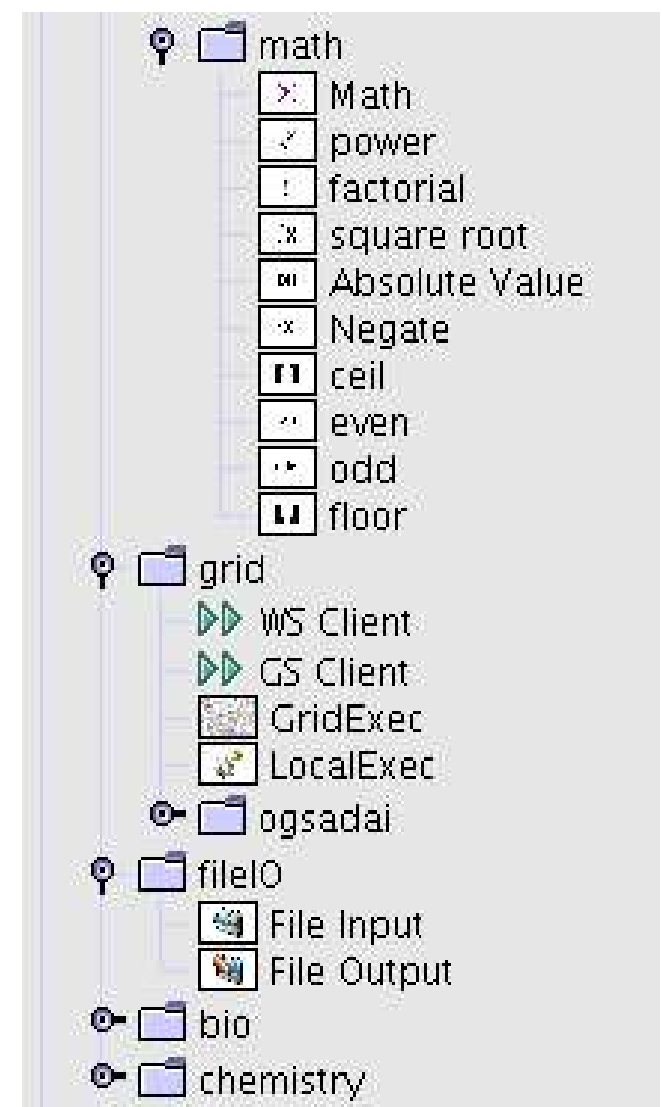 math
Math
power
factorial
square root
Absolute Value
Negate
ceil
even
odd
floor
grid
WS Client
GS Client
GridExec
LocalExec
ogsadai
fileIO
File Input
File Output
bio
chemistry